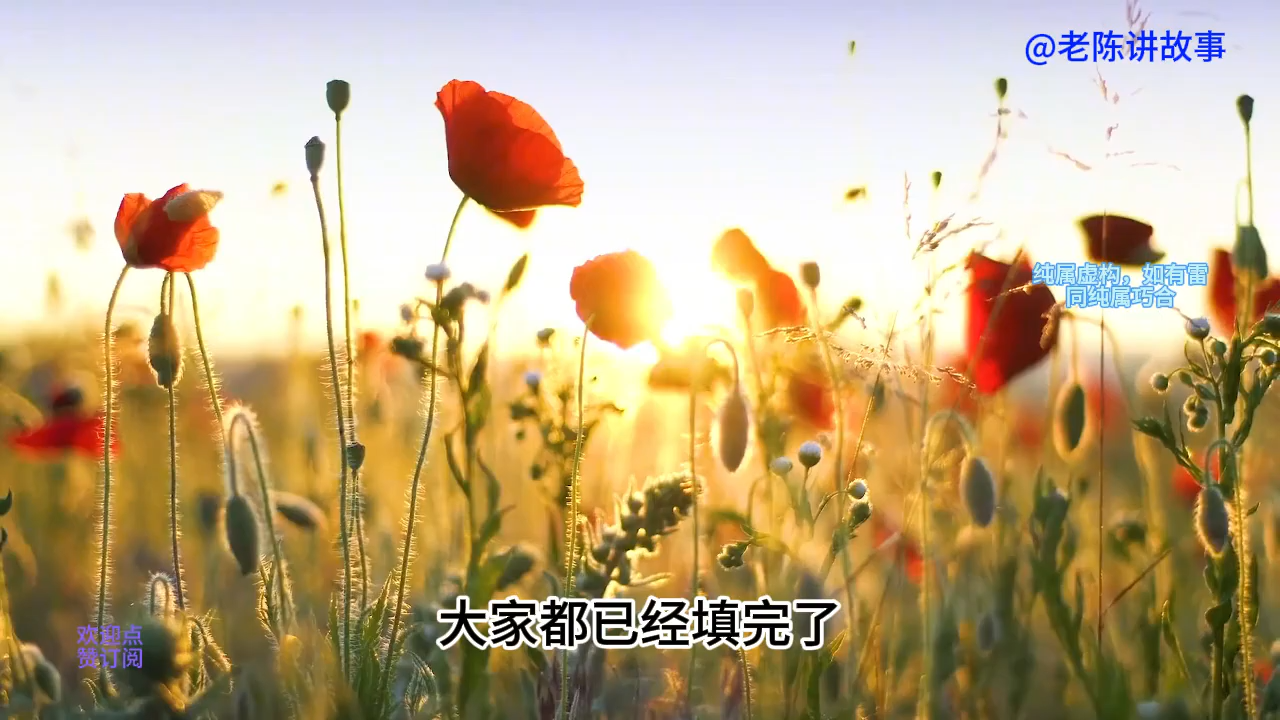 @老陈讲故事
纯属虚构，如有雷
同纯属巧合
大家都已经填完了
欢迎点
赞订阅